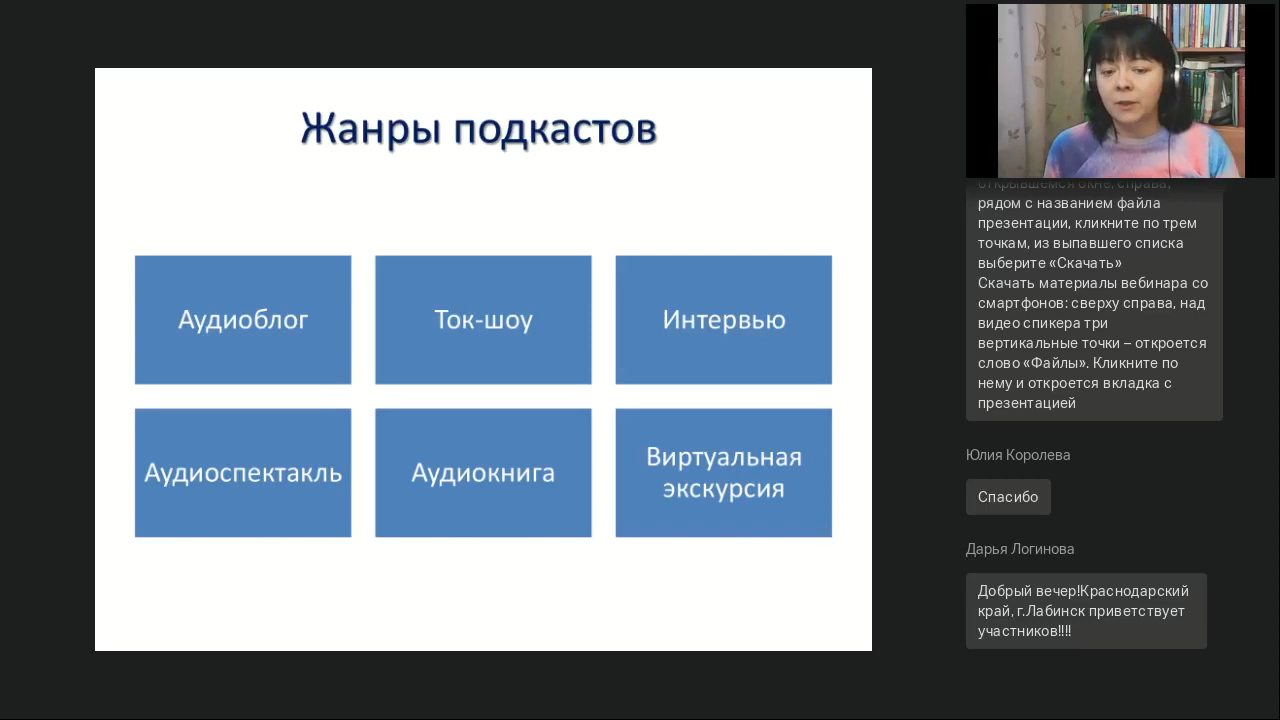 Жанры подкастов
Аудиоблог
Ток-шоу
Интервью
Аудиоспектакль
Аудиокнига
Виртуальная
экскурсия
открывшемся окне, справа,
рядом с названием файла
презентации, кликните по трем
точкам, из выпавшего списка
выберите «Скачать»
Скачать материалы вебинара со
смартфонов: сверху справа, над
видео спикера три
вертикальные точки – откроется
слово «Файлы». Кликните по
нему и откроется вкладка с
презентацией
Юлия Королева
Спасибо
Дарья Логинова
Добрый вечер!Краснодарский
край, г.Лабинск приветствует
участников!!!!